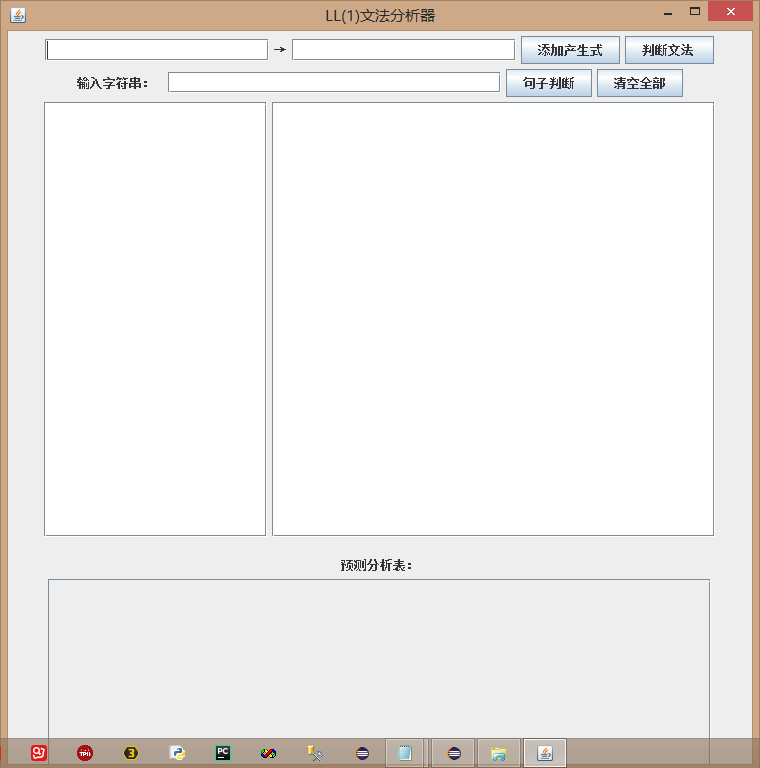 LL(1)文法分析器
→ 添加产生式 判断文法
输入字符串： 句子判断 清空全部
预测分析表：
PC